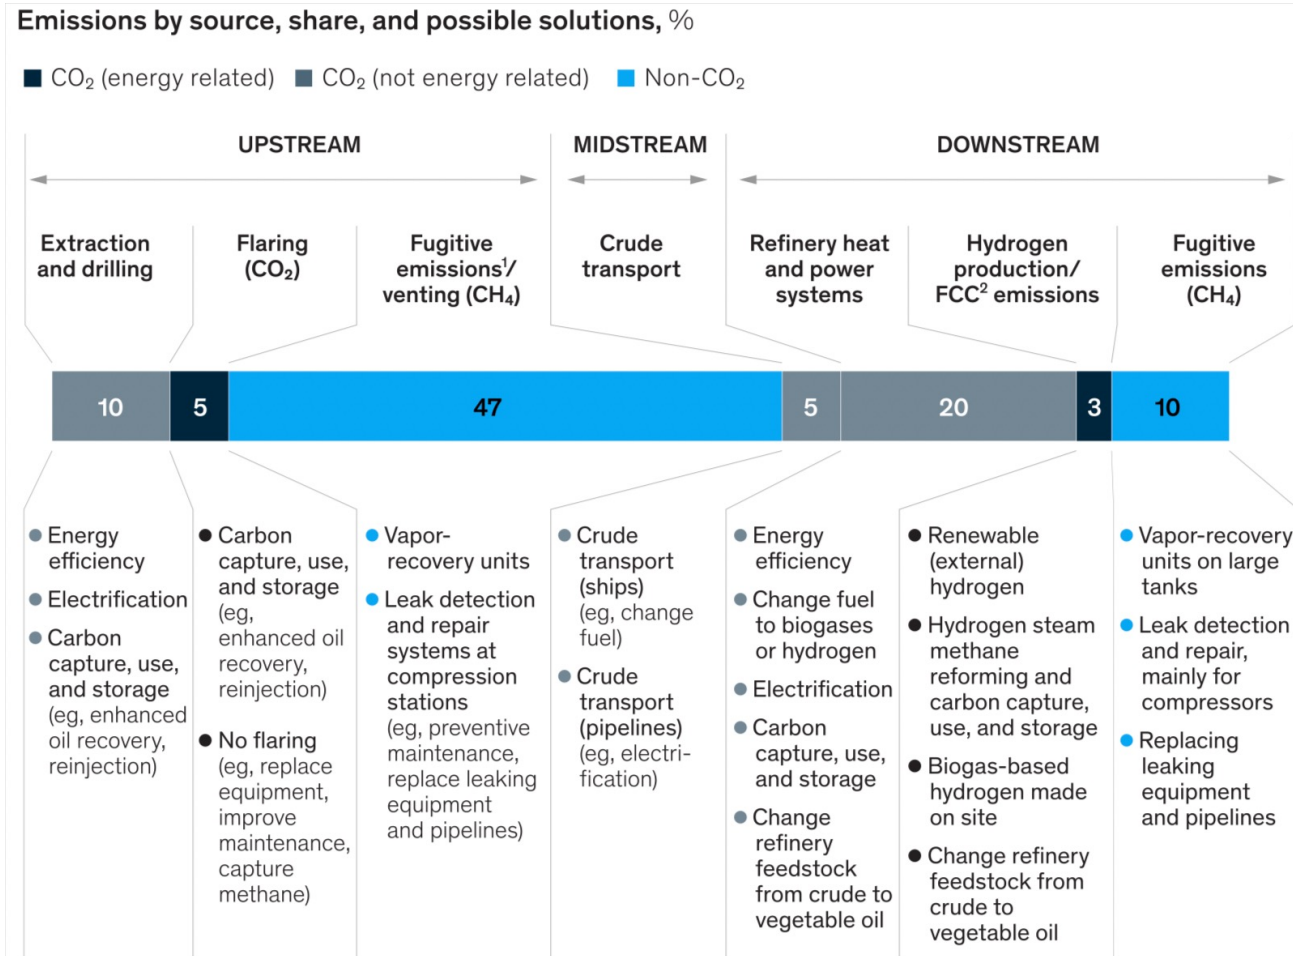 Emissions by source, share, and possible solutions, %
CO₂ (energy related) CO₂ (not energy related) Non-CO₂
UPSTREAM MIDSTREAM DOWNSTREAM
Extraction
and drilling
Flaring
(CO₂)
Fugitive
emissions¹/
venting (CH₄)
Crude
transport
Refinery heat
and power
systems
Hydrogen
production/
FCC² emissions
Fugitive
emissions
(CH₄)
10 5 47 5 20 3 10
Energy
efficiency
Electrification
Carbon
capture, use,
and storage
(eg, enhanced
oil recovery,
reinjection)
Carbon
capture, use,
and storage
(eg,
enhanced oil
recovery,
reinjection)
No flaring
(eg, replace
equipment,
improve
maintenance,
capture
methane)
Vapor-
recovery units
Leak detection
and repair
systems at
compression
stations
(eg, preventive
maintenance,
replace leaking
equipment
and pipelines)
Crude
transport
(ships)
(eg, change
fuel)
Crude
transport
(pipelines)
(eg, electri-
fication)
Energy
efficiency
Change fuel
to biogases
or hydrogen
Electrification
Carbon
capture, use,
and storage
Change
refinery
feedstock
from crude to
vegetable oil
Renewable
(external)
hydrogen
Hydrogen steam
methane
reforming and
carbon capture,
use, and storage
Biogas-based
hydrogen made
on site
Change refinery
feedstock from
crude to
vegetable oil
Vapor-recovery
units on large
tanks
Leak detection
and repair,
mainly for
compressors
Replacing
leaking
equipment
and pipelines